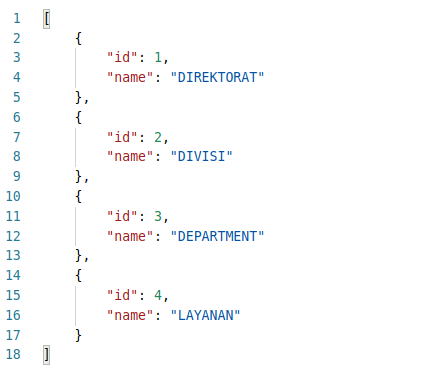 1 [
2     {
3         "id": 1,
4         "name": "DIREKTORAT"
5     },
6     {
7         "id": 2,
8         "name": "DIVISI"
9     },
10     {
11         "id": 3,
12         "name": "DEPARTMENT"
13     },
14     {
15         "id": 4,
16         "name": "LAYANAN"
17     }
18 ]